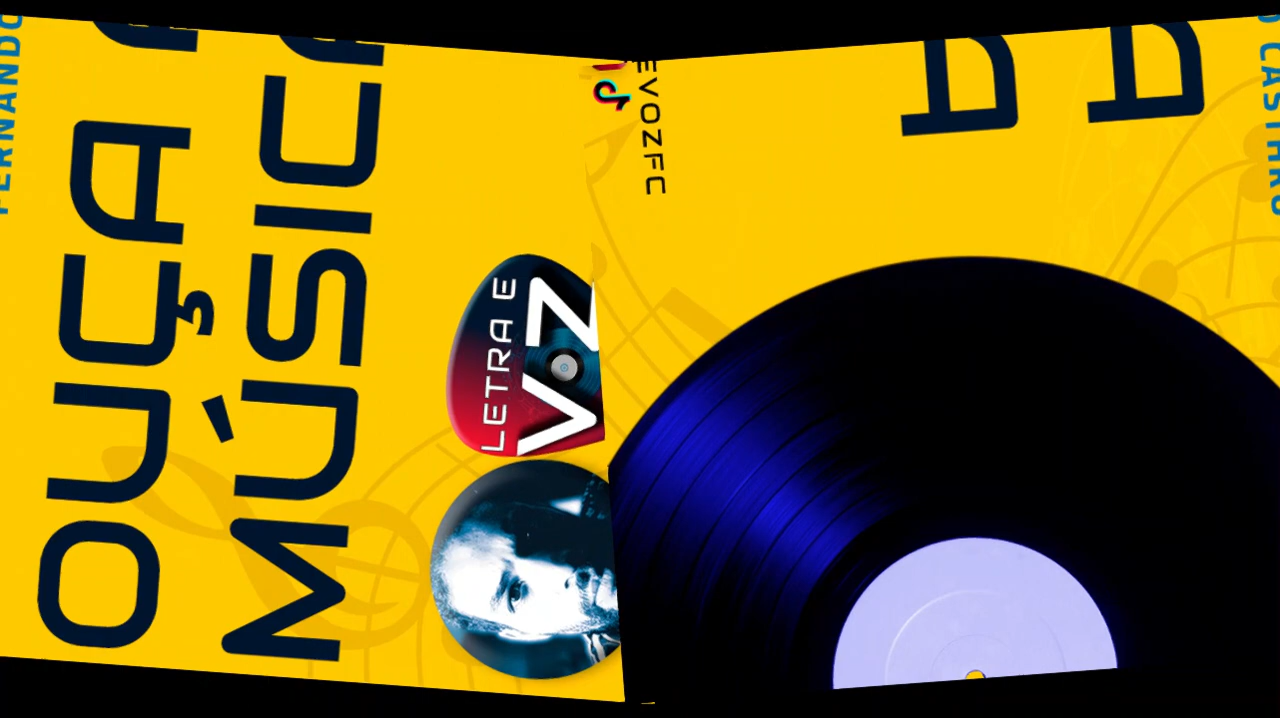 FERNANDO
OUÇA
MÚSICA
LETRA E
VOZ
EVOZFC
CASTRO